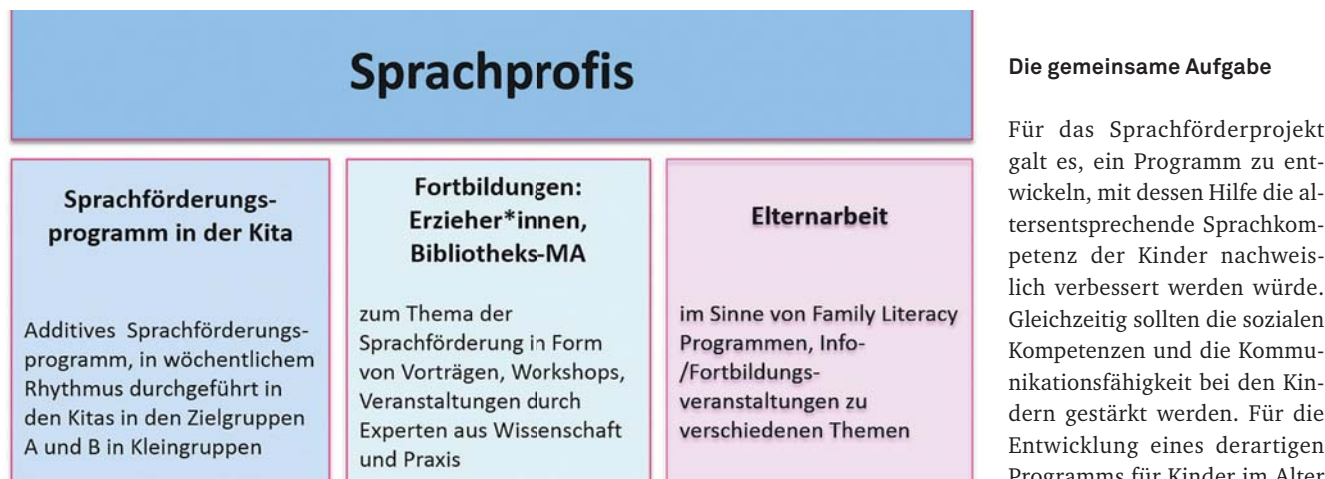 Sprachprofis
Sprachförderungs-
programm in der Kita
Additives Sprachförderungs-
programm, in wöchentlichem
Rhythmus durchgeführt in
den Kitas in den Zielgruppen
A und B in Kleingruppen
Fortbildungen:
Erzieher*innen,
Bibliotheks-MA
zum Thema der
Sprachförderung in Form
von Vorträgen, Workshops,
Veranstaltungen durch
Experten aus Wissenschaft
und Praxis
Elternarbeit
im Sinne von Family Literacy
Programmen, Info-
/Fortbildungs-
veranstaltungen zu
verschiedenen Themen
Die gemeinsame Aufgabe
Für das Sprachförderprojekt
galt es, ein Programm zu ent-
wickeln, mit dessen Hilfe die al-
tersentsprechende Sprachkom-
petenz der Kinder nachweis-
lich verbessert werden würde.
Gleichzeitig sollten die sozialen
Kompetenzen und die Kommu-
nikationsfähigkeit bei den Kin-
dern gestärkt werden. Für die
Entwicklung eines derartigen
Programms für Kinder im Alter